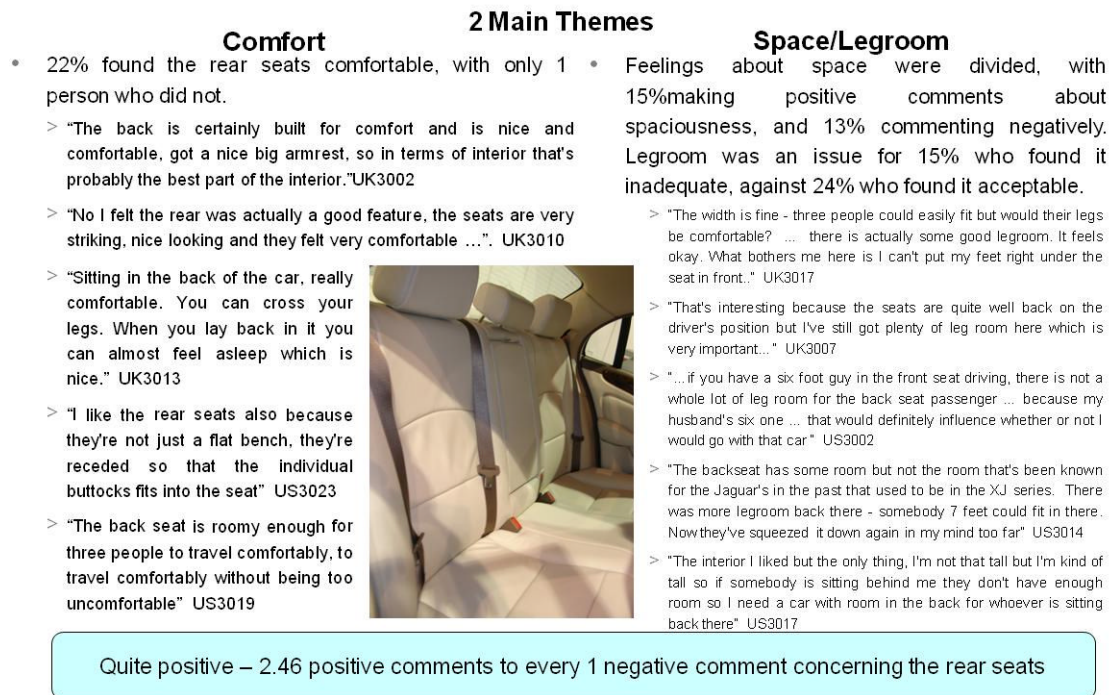 2 Main Themes
Comfort
• 22% found the rear seats comfortable, with only 1
person who did not.
> “The back is certainly built for comfort and is nice and
comfortable, got a nice big armrest, so in terms of interior that's
probably the best part of the interior.”UK3002
> “No I felt the rear was actually a good feature, the seats are very
striking, nice looking and they felt very comfortable …”. UK3010
> “Sitting in the back of the car, really
comfortable. You can cross your
legs. When you lay back in it you
can almost feel asleep which is
nice.” UK3013
> “I like the rear seats also because
they're not just a flat bench, they're
receded so that the individual
buttocks fits into the seat” US3023
> “The back seat is roomy enough for
three people to travel comfortably, to
travel comfortably without being too
uncomfortable” US3019
Space/Legroom
• Feelings about space were divided, with
15%making positive comments about
spaciousness, and 13% commenting negatively.
Legroom was an issue for 15% who found it
inadequate, against 24% who found it acceptable.
> "The width is fine - three people could easily fit but would their legs
be comfortable? ... there is actually some good legroom. It feels
okay. What bothers me here is I can't put my feet right under the
seat in front.." UK3017
> "That's interesting because the seats are quite well back on the
driver's position but I've still got plenty of leg room here which is
very important..." UK3007
> "...if you have a six foot guy in the front seat driving, there is not a
whole lot of leg room for the back seat passenger ... because my
husband's six one ... that would definitely influence whether or not I
would go with that car" US3002
> "The backseat has some room but not the room that's been known
for the Jaguar's in the past that used to be in the XJ series. There
was more legroom back there - somebody 7 feet could fit in there.
Now they've squeezed it down again in my mind too far" US3014
> "The interior I liked but the only thing, I'm not that tall but I'm kind of
tall so if somebody is sitting behind me they don't have enough
room so I need a car with room in the back for whoever is sitting
back there" US3017
Quite positive – 2.46 positive comments to every 1 negative comment concerning the rear seats